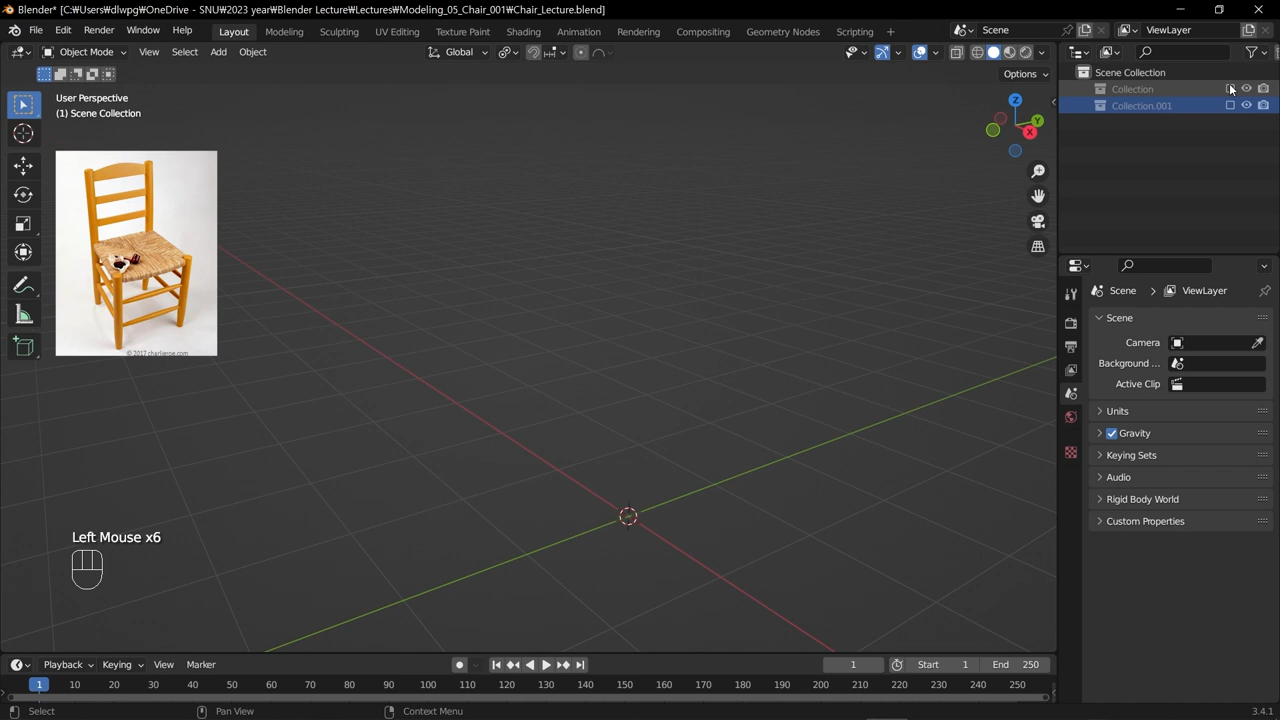 Blender* [C:₩Users₩dlwpg₩OneDrive - SNU₩2023 year₩Blender Lecture₩Lectures₩Modeling_05_Chair_001₩Chair_Lecture.blend]
File Edit Render Window Help Layout Modeling Sculpting UV Editing Texture Paint Shading Animation Rendering Compositing Geometry Nodes Scripting Scene ViewLayer
Object Mode View Select Add Object Global
Options
User Perspective
(1) Scene Collection
Z
Y
X
© 2017 charlieroe.com
Left Mouse x6
Scene Collection
Collection
Collection.001
Scene ViewLayer
Scene
Camera
Background ...
Active Clip
Units
Gravity
Keying Sets
Audio
Rigid Body World
Custom Properties
Playback Keying View Marker 1 Start 1 End 250
1 10 20 30 40 50 60 70 80 90 100 110 120 130 140 150 160 170 180 190 200 210 220 230 240 250
Select Pan View Context Menu 3.4.1